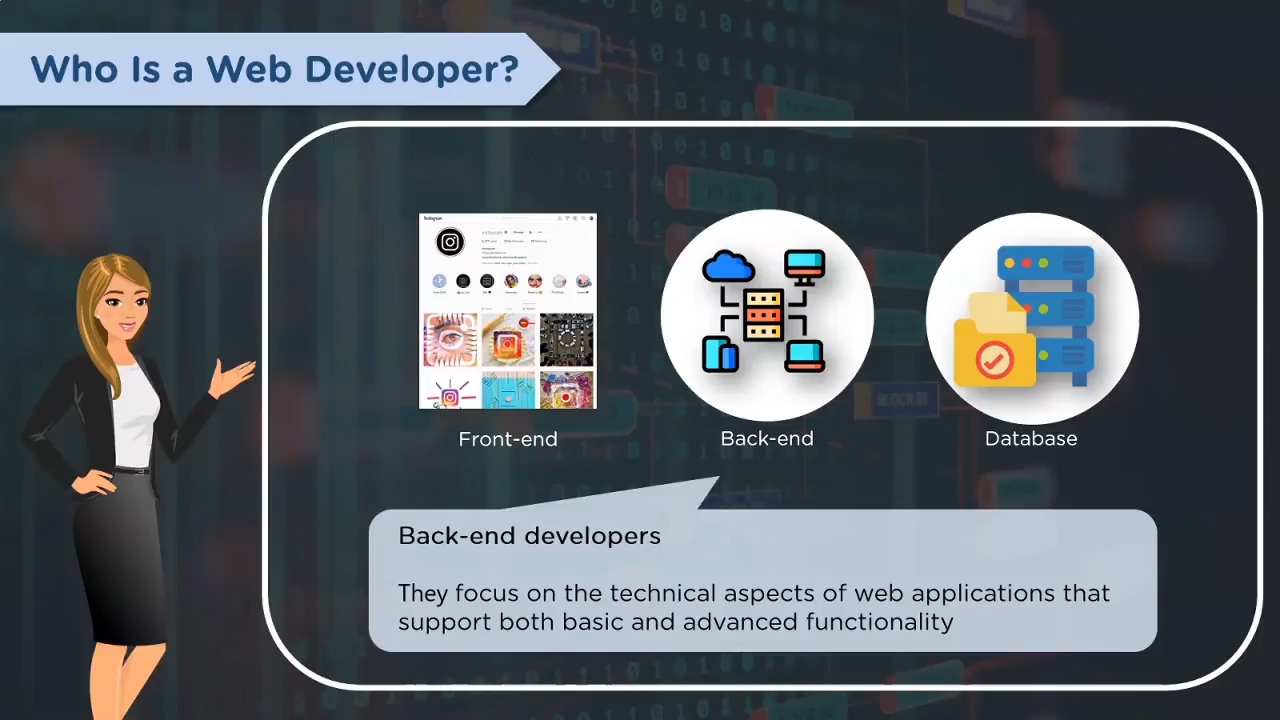 Who Is a Web Developer?
Front-end
Back-end
Database
Back-end developers
They focus on the technical aspects of web applications that
support both basic and advanced functionality